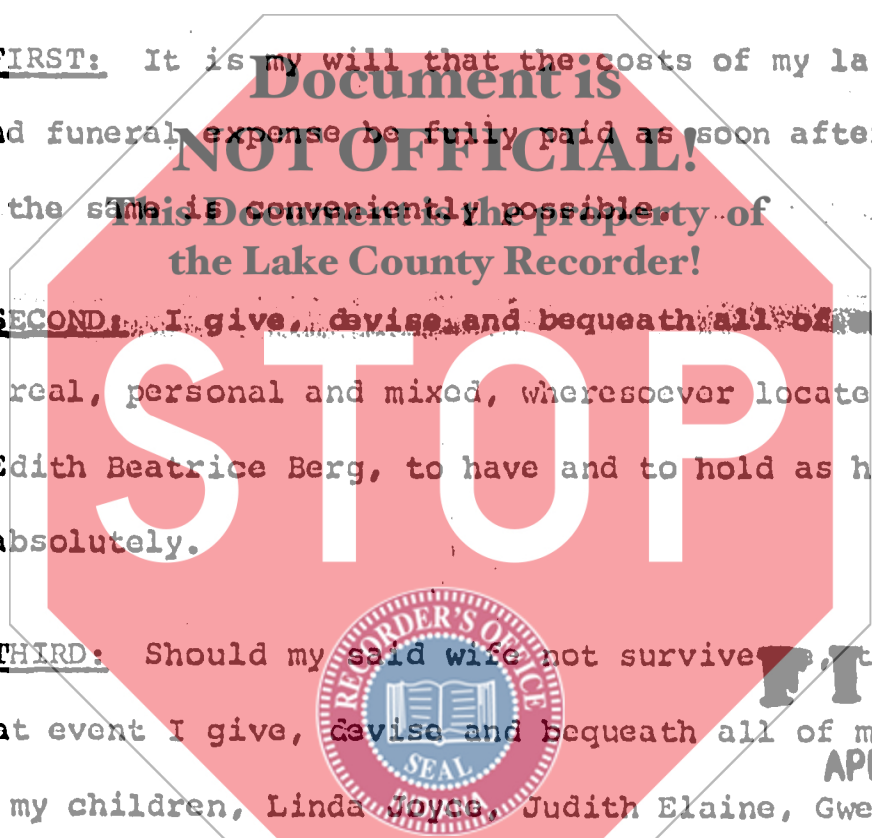 FIRST: It is my will that the costs of my la
d funeral expense be fully paid as soon afte
the same is conveniently possible.
Document is
NOT OFFICIAL!
This Document is the property of
the Lake County Recorder!
SECOND: I give, devise and bequeath all of
real, personal and mixed, wheresoever locate
Edith Beatrice Berg, to have and to hold as h
absolutely.
STOP
THIRD: Should my said wife not survive
at event I give, devise and bequeath all of m
my children, Linda Joyce, Judith Elaine, Gwe
RECORDER'S OFFICE
SEAL